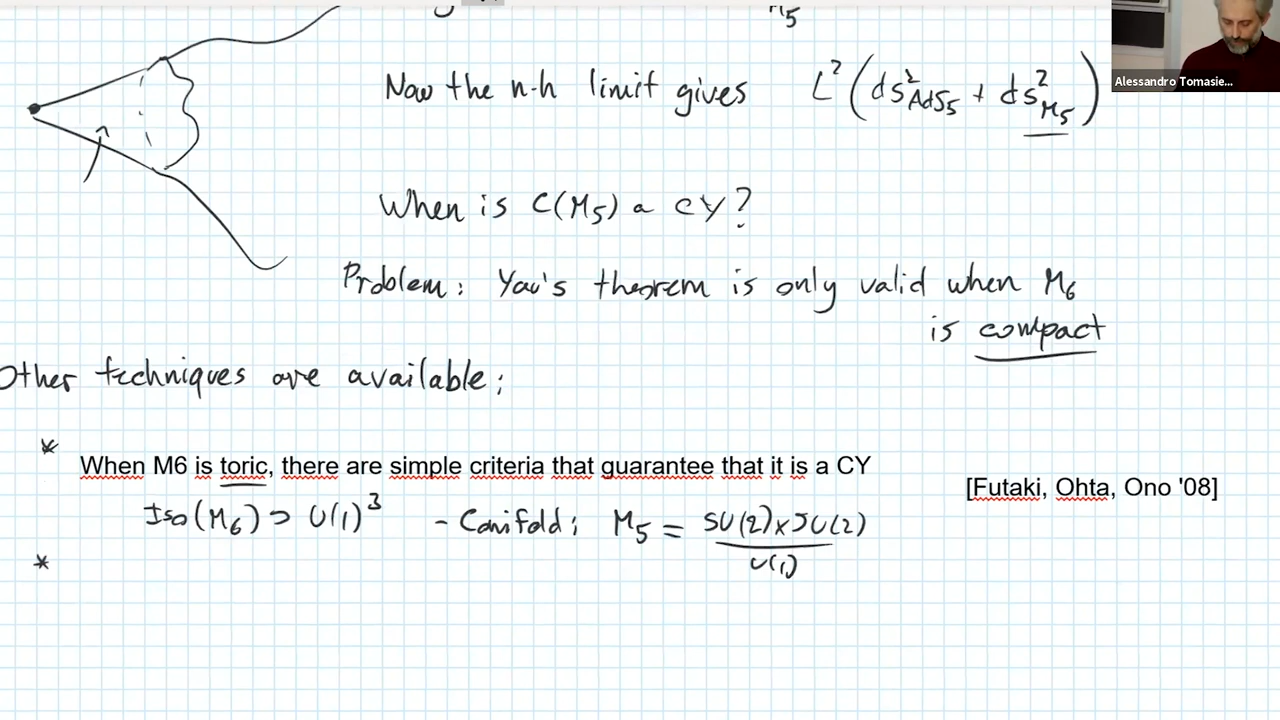 M5
Now the n-h limit gives L² (ds²AdS5 + ds²M5)
When is C(M5) a CY?
Problem: Yau's theorem is only valid when M6
is compact
Other techniques are available:
* When M6 is toric, there are simple criteria that guarantee that it is a CY
[Futaki, Ohta, Ono '08]
Iso(M6) ⊃ U(1)³ - Conifold: M5 = SU(2)×SU(2) / U(1)
*
Alessandro Tomasie...